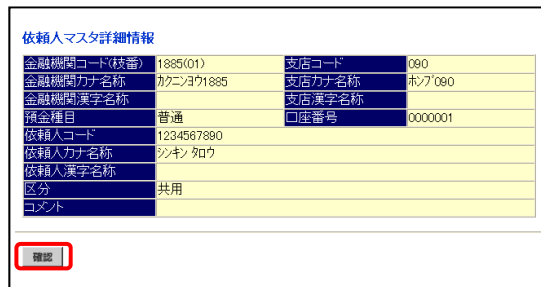 依頼人マスタ詳細情報
金融機関コード(枝番) 1885(01) 支店コード 090
金融機関カナ名称 カクニンヨウ1885 支店カナ名称 ホンブ090
金融機関漢字名称 支店漢字名称
預金種目 普通 口座番号 0000001
依頼人コード 1234567890
依頼人カナ名称 シンキン タロウ
依頼人漢字名称
区分 共用
コメント
確認